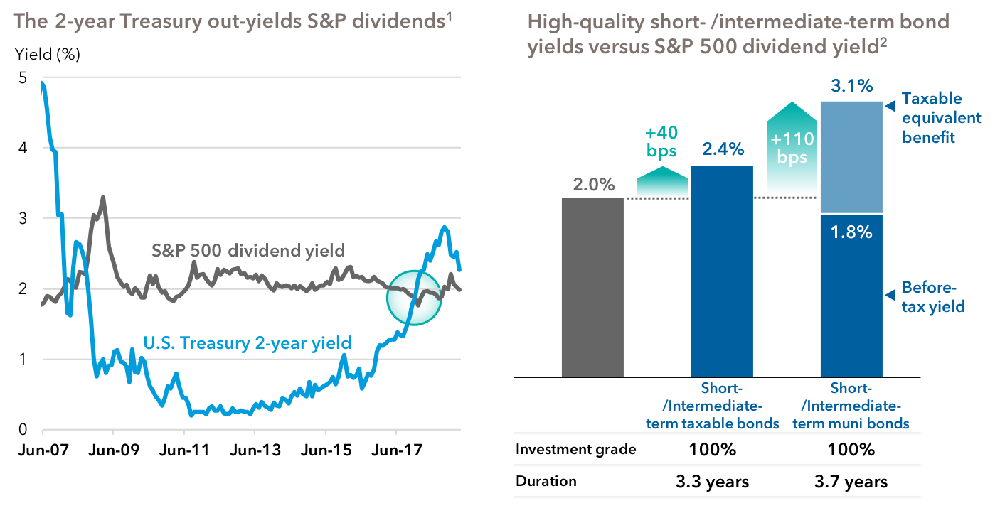 The 2-year Treasury out-yields S&P dividends¹
Yield (%)
5
4
3
2
1
0
S&P 500 dividend yield
U.S. Treasury 2-year yield
Jun-07 Jun-09 Jun-11 Jun-13 Jun-15 Jun-17
High-quality short- /intermediate-term bond
yields versus S&P 500 dividend yield²
2.0%
+40
bps
2.4%
+110
bps
3.1%
1.8%
Taxable
equivalent
benefit
Before-
tax yield
Short-
/Intermediate-
term taxable bonds
Short-
/Intermediate-
term muni bonds
Investment grade 100% 100%
Duration 3.3 years 3.7 years